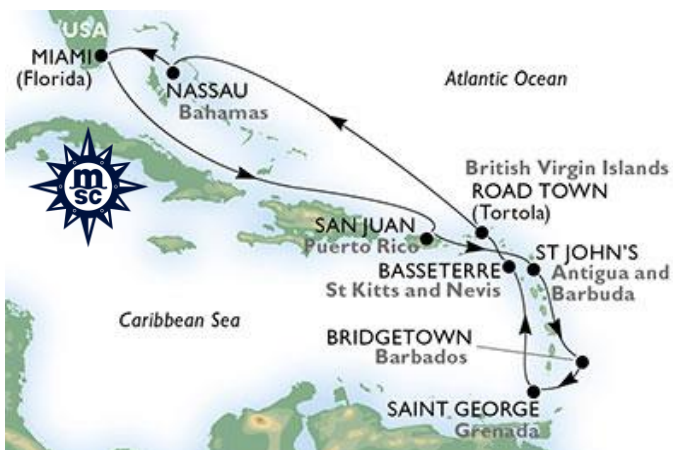 USA
MIAMI
(Florida)
NASSAU
Bahamas
Atlantic Ocean
msc
British Virgin Islands
ROAD TOWN
(Tortola)
SAN JUAN
Puerto Rico
ST JOHN'S
Antigua and
Barbuda
BASSETERRE
St Kitts and Nevis
Caribbean Sea
BRIDGETOWN
Barbados
SAINT GEORGE
Grenada